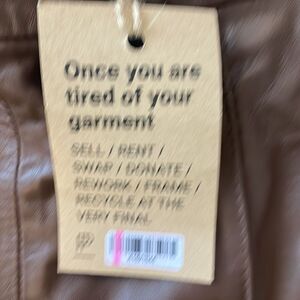 Once you are
tired of your
garment
SELL / RENT /
SWAP / DONATE /
REWORK / FRAME /
RECYCLE AT THE
VERY FINAL